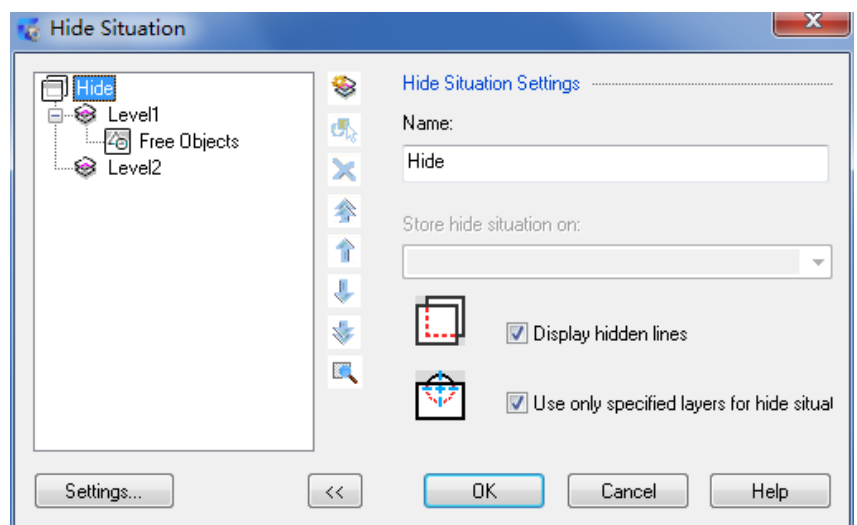 Hide Situation
Hide
Level1
Free Objects
Level2
Hide Situation Settings
Name:
Hide
Store hide situation on:
Display hidden lines
Use only specified layers for hide situat
Settings...
<<
OK
Cancel
Help